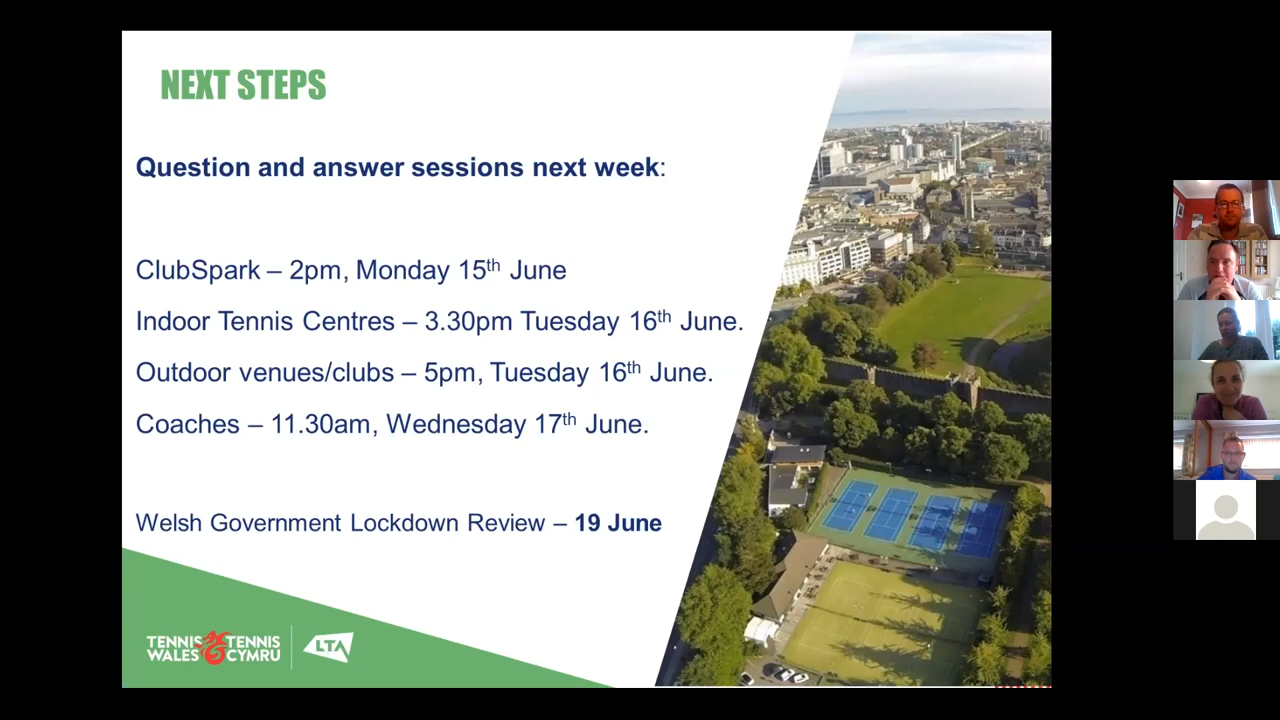 NEXT STEPS
Question and answer sessions next week:
ClubSpark – 2pm, Monday 15th June
Indoor Tennis Centres – 3.30pm Tuesday 16th June.
Outdoor venues/clubs – 5pm, Tuesday 16th June.
Coaches – 11.30am, Wednesday 17th June.
Welsh Government Lockdown Review – 19 June
TENNIS TENNIS
WALES CYMRU
LTA